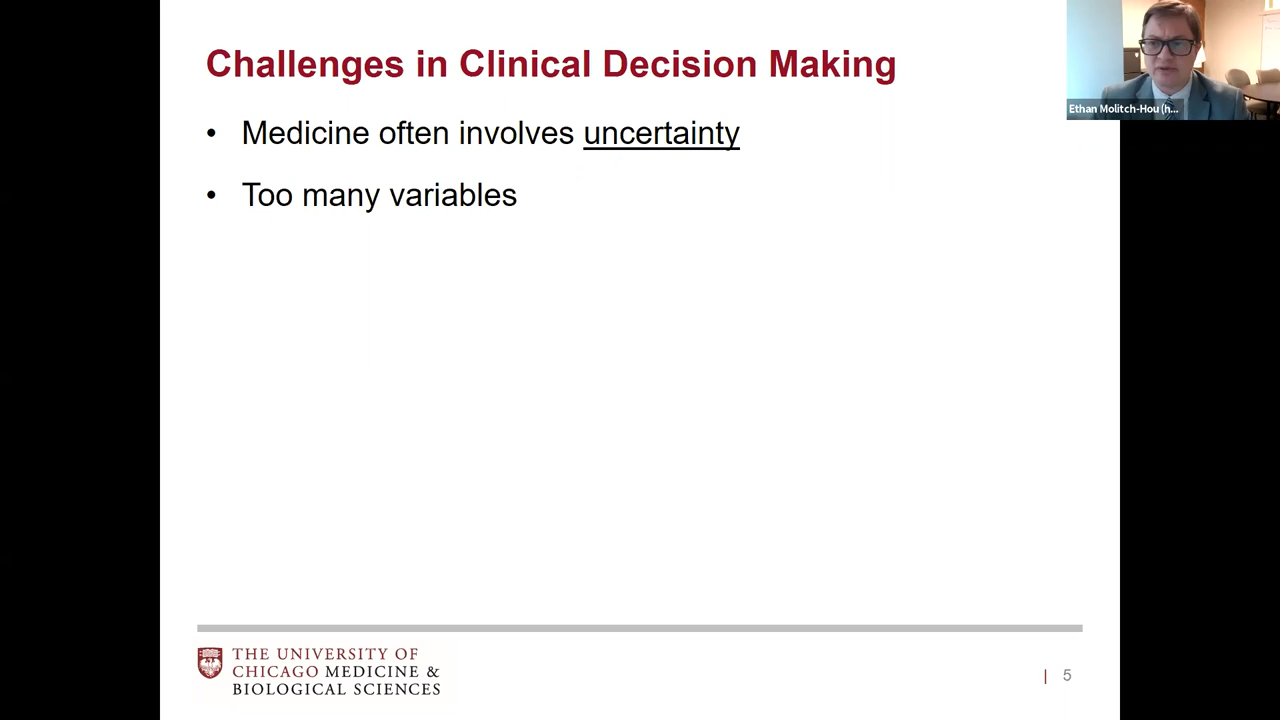 Challenges in Clinical Decision Making
Ethan Molitch-Hou (h...
• Medicine often involves uncertainty
• Too many variables
THE UNIVERSITY OF
CHICAGO MEDICINE &
BIOLOGICAL SCIENCES
| 5